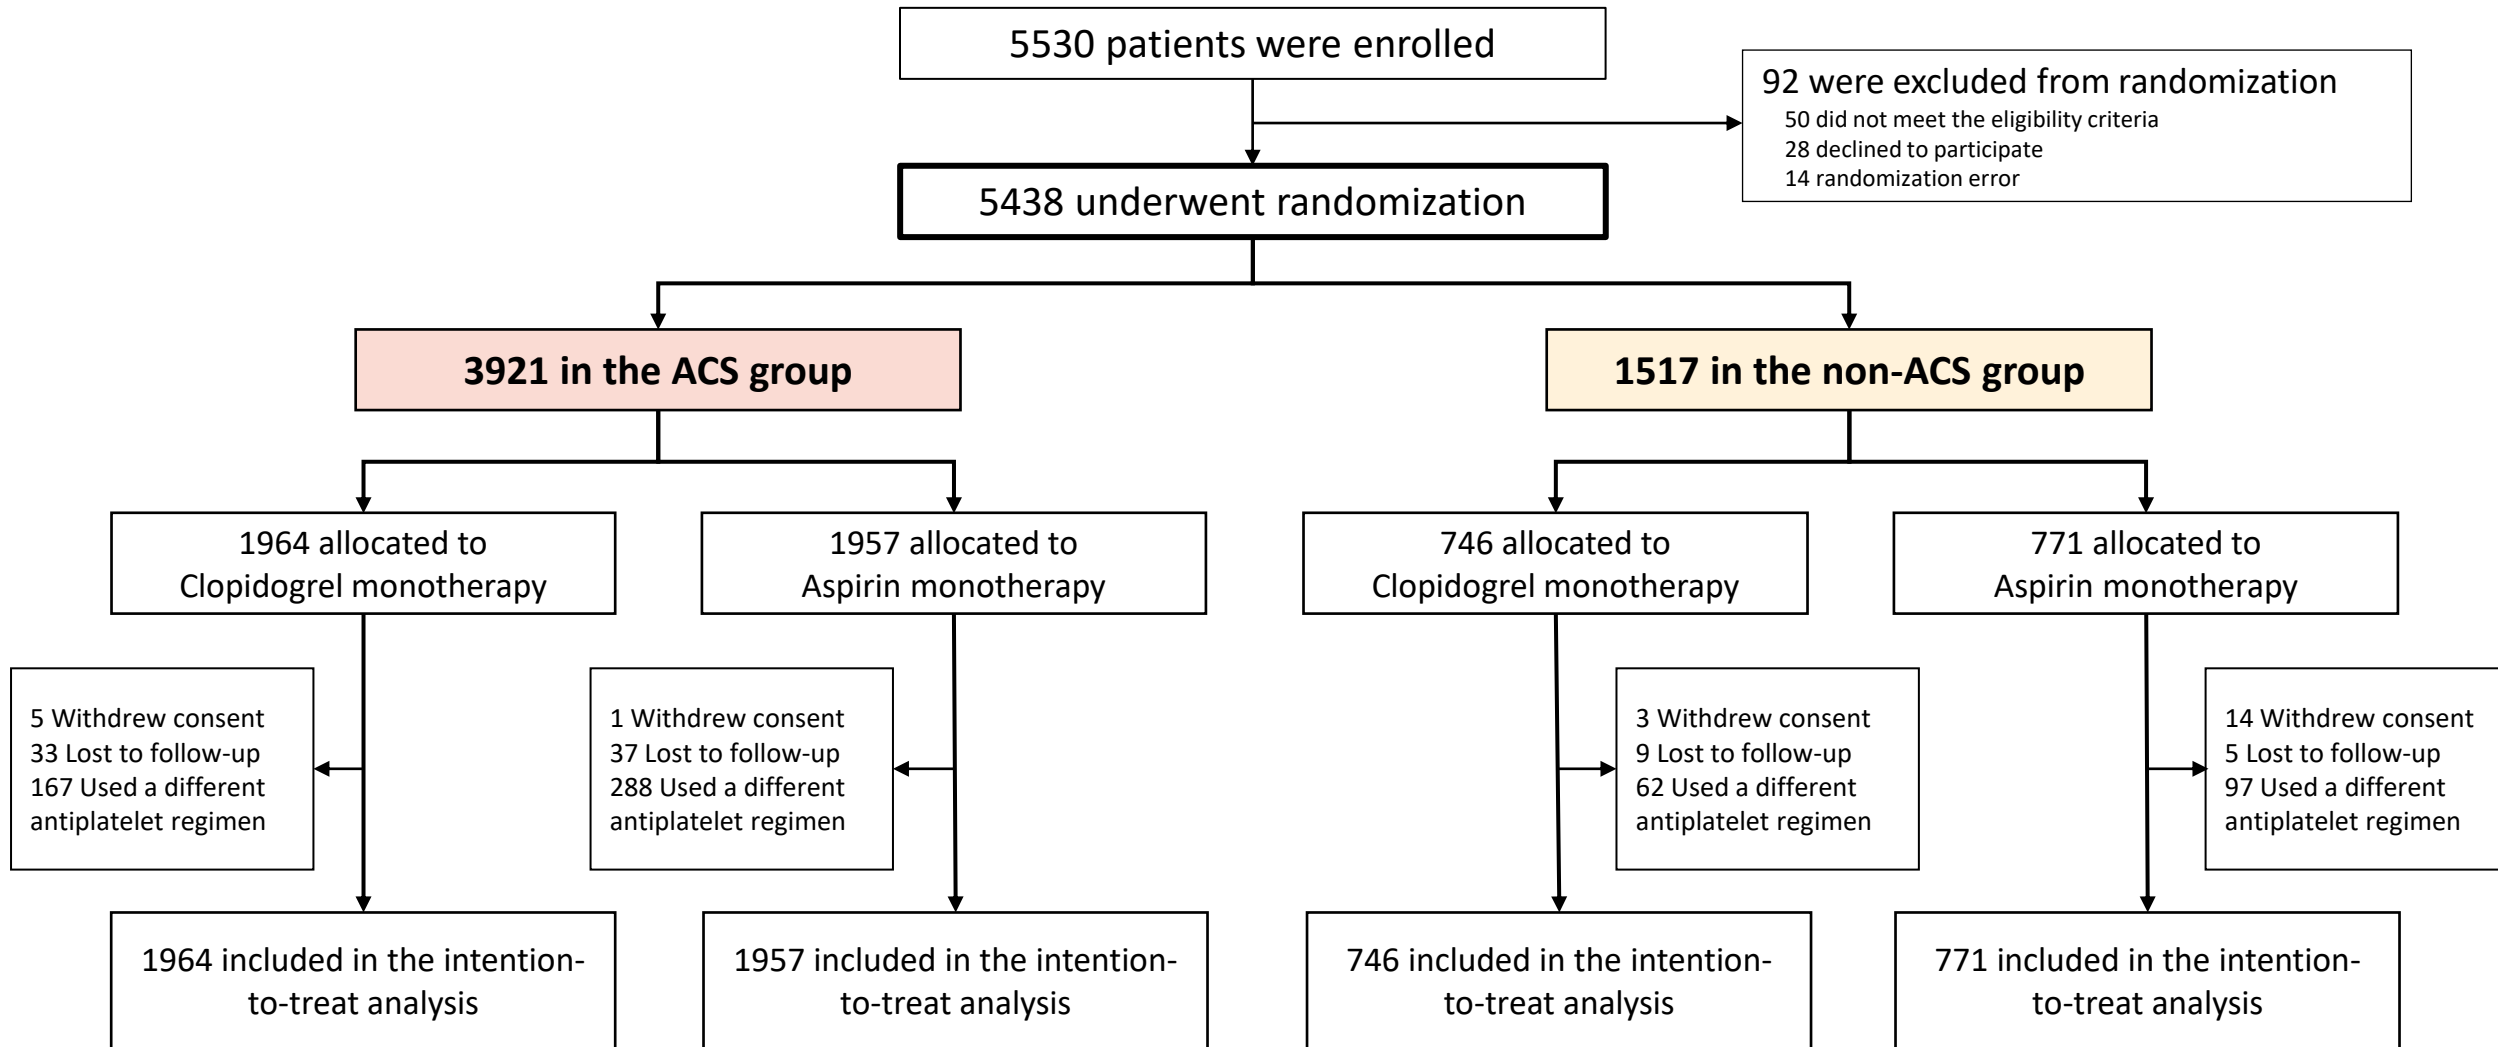 5530 patients were enrolled
92 were excluded from randomization
50 did not meet the eligibility criteria
28 declined to participate
14 randomization error
5438 underwent randomization
3921 in the ACS group
1517 in the non-ACS group
1964 allocated to
Clopidogrel monotherapy
1957 allocated to
Aspirin monotherapy
746 allocated to
Clopidogrel monotherapy
771 allocated to
Aspirin monotherapy
5 Withdrew consent
33 Lost to follow-up
167 Used a different
antiplatelet regimen
1 Withdrew consent
37 Lost to follow-up
288 Used a different
antiplatelet regimen
3 Withdrew consent
9 Lost to follow-up
62 Used a different
antiplatelet regimen
14 Withdrew consent
5 Lost to follow-up
97 Used a different
antiplatelet regimen
1964 included in the intention-
to-treat analysis
1957 included in the intention-
to-treat analysis
746 included in the intention-
to-treat analysis
771 included in the intention-
to-treat analysis